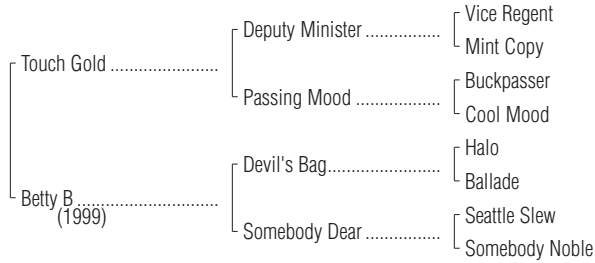 Vice Regent
Deputy Minister ................
Mint Copy
Touch Gold .......................
Buckpasser
Passing Mood ..................
Cool Mood
Halo
Devil's Bag........................
Ballade
Betty B ..............................
(1999)
Seattle Slew
Somebody Dear ................
Somebody Noble